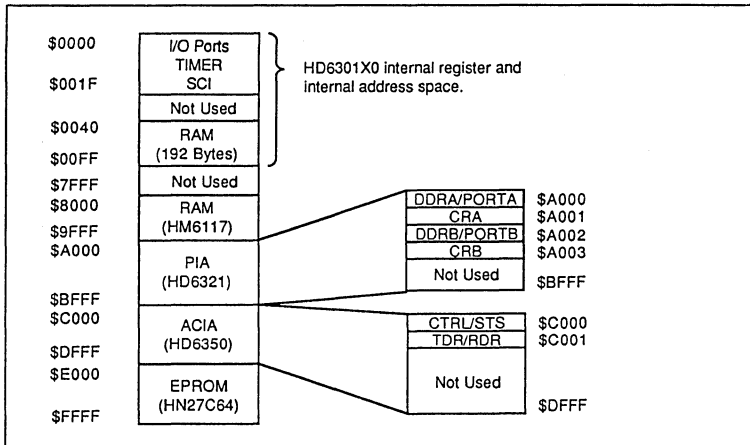 $0000
I/O Ports
TIMER
$001F
SCI
HD6301X0 internal register and
internal address space.
Not Used
$0040
RAM
$00FF
(192 Bytes)
$7FFF
Not Used
$8000
RAM
$9FFF
(HM6117)
$A000
PIA
(HD6321)
$BFFF
$C000
ACIA
$DFFF
(HD6350)
$E000
EPROM
$FFFF
(HN27C64)
DDRA/PORTA $A000
CRA $A001
DDRB/PORTB $A002
CRB $A003
Not Used
$BFFF
CTRL/STS $C000
TDR/RDR $C001
Not Used
$DFFF